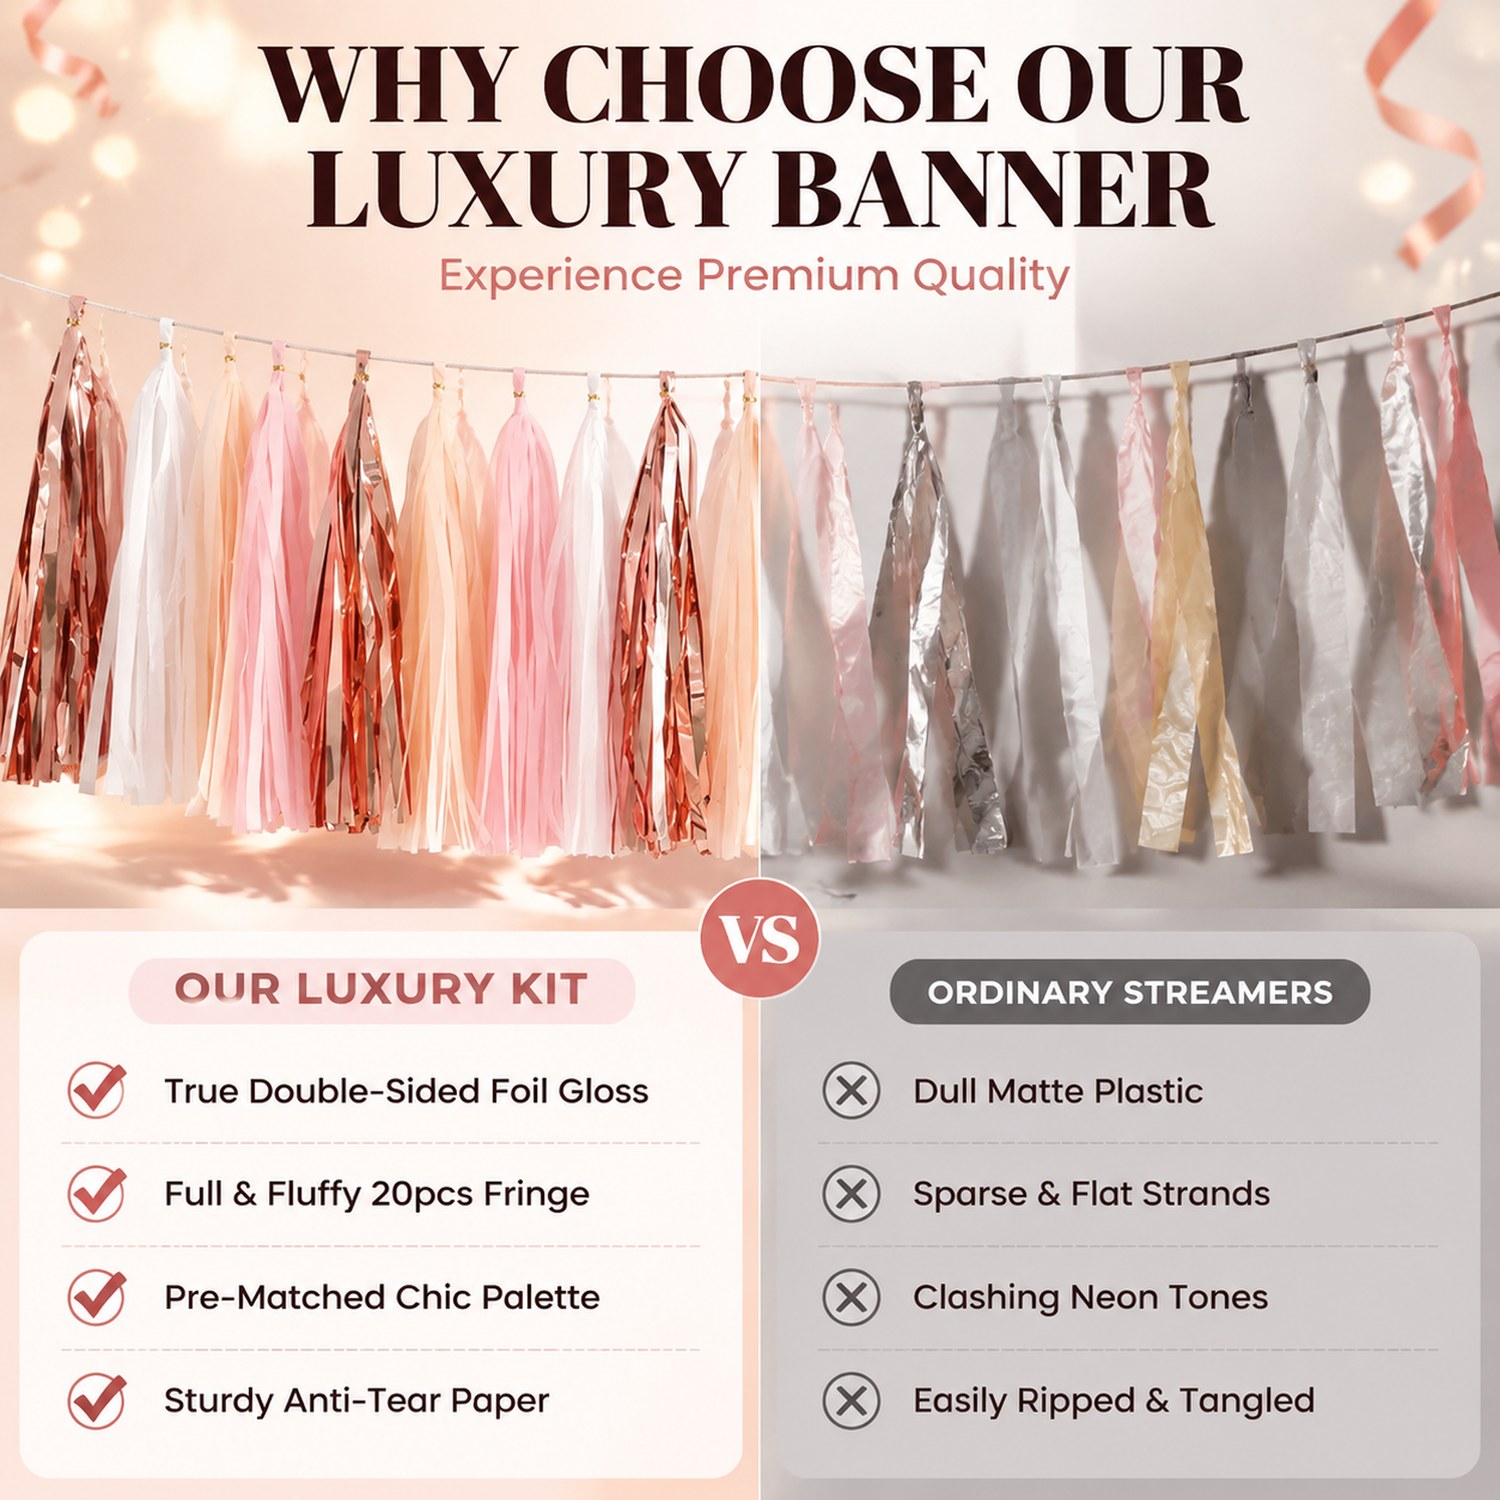 WHY CHOOSE OUR
LUXURY BANNER
Experience Premium Quality
VS
OUR LUXURY KIT
True Double-Sided Foil Gloss
Full & Fluffy 20pcs Fringe
Pre-Matched Chic Palette
Sturdy Anti-Tear Paper
ORDINARY STREAMERS
Dull Matte Plastic
Sparse & Flat Strands
Clashing Neon Tones
Easily Ripped & Tangled